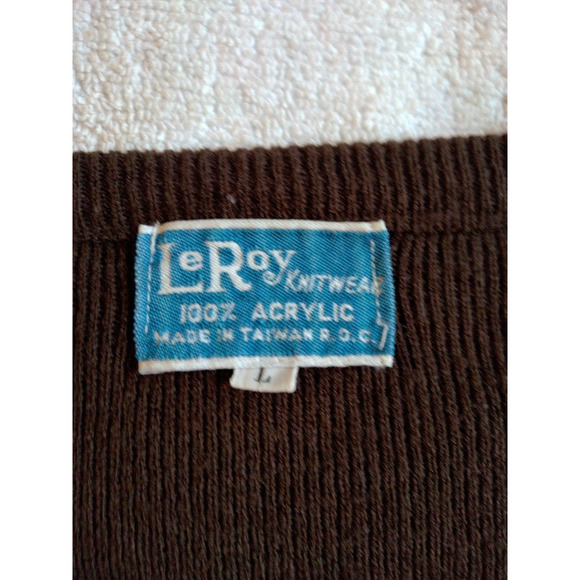 LeRoy KNITWEAR
100% ACRYLIC
MADE IN TAIWAN R.O.C.
L